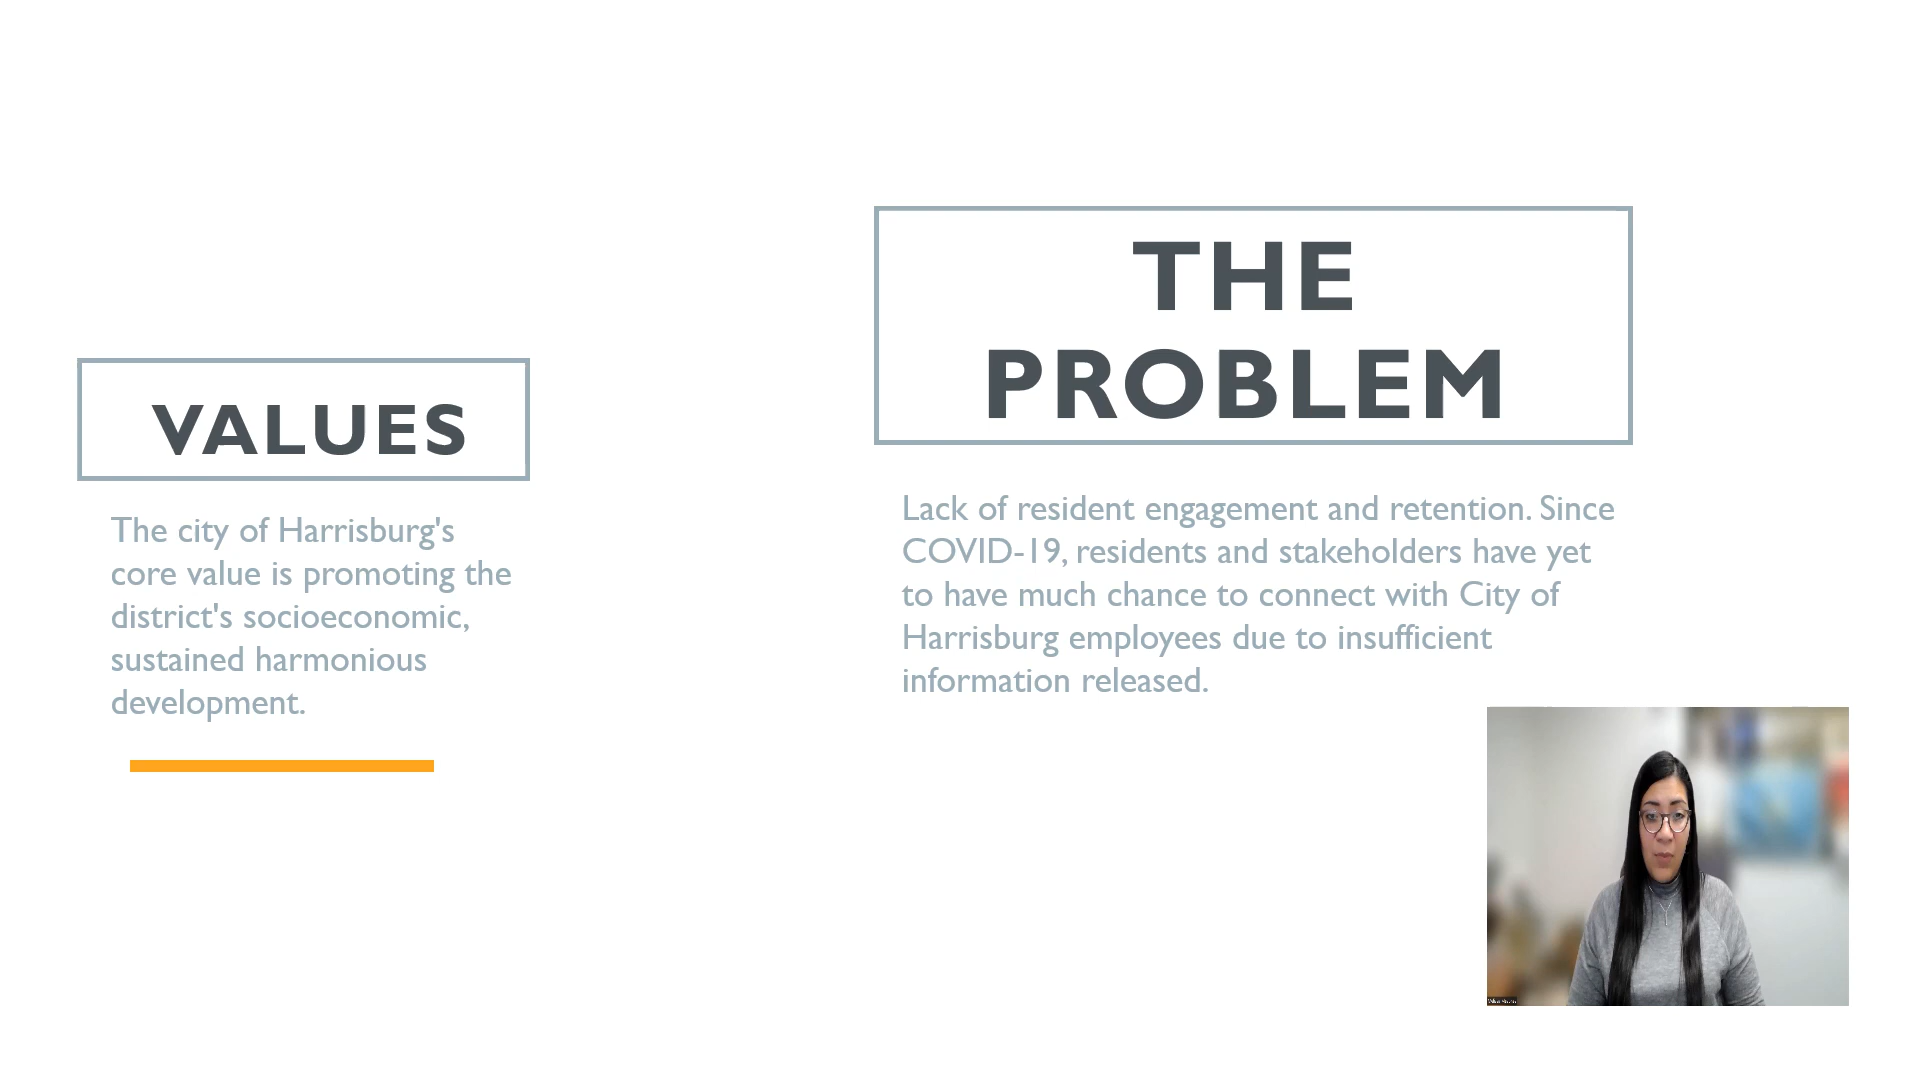 VALUES
The city of Harrisburg's
core value is promoting the
district's socioeconomic,
sustained harmonious
development.
THE
PROBLEM
Lack of resident engagement and retention. Since
COVID-19, residents and stakeholders have yet
to have much chance to connect with City of
Harrisburg employees due to insufficient
information released.